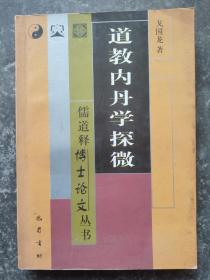 道教内丹学探微
戈国龙 著
儒道释博士论文丛书
巴蜀书社